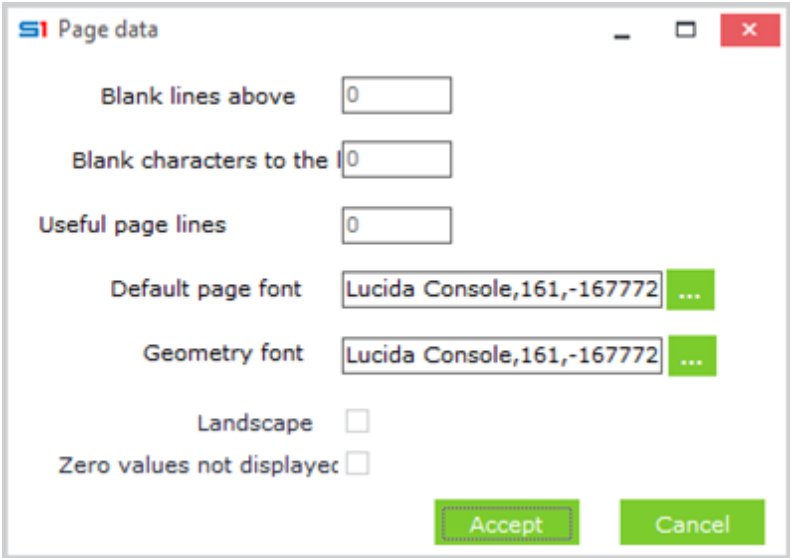 S1 Page data
Blank lines above 0
Blank characters to the 0
Useful page lines 0
Default page font Lucida Console,161,-167772 ...
Geometry font Lucida Console,161,-167772 ...
Landscape
Zero values not displayed
Accept Cancel